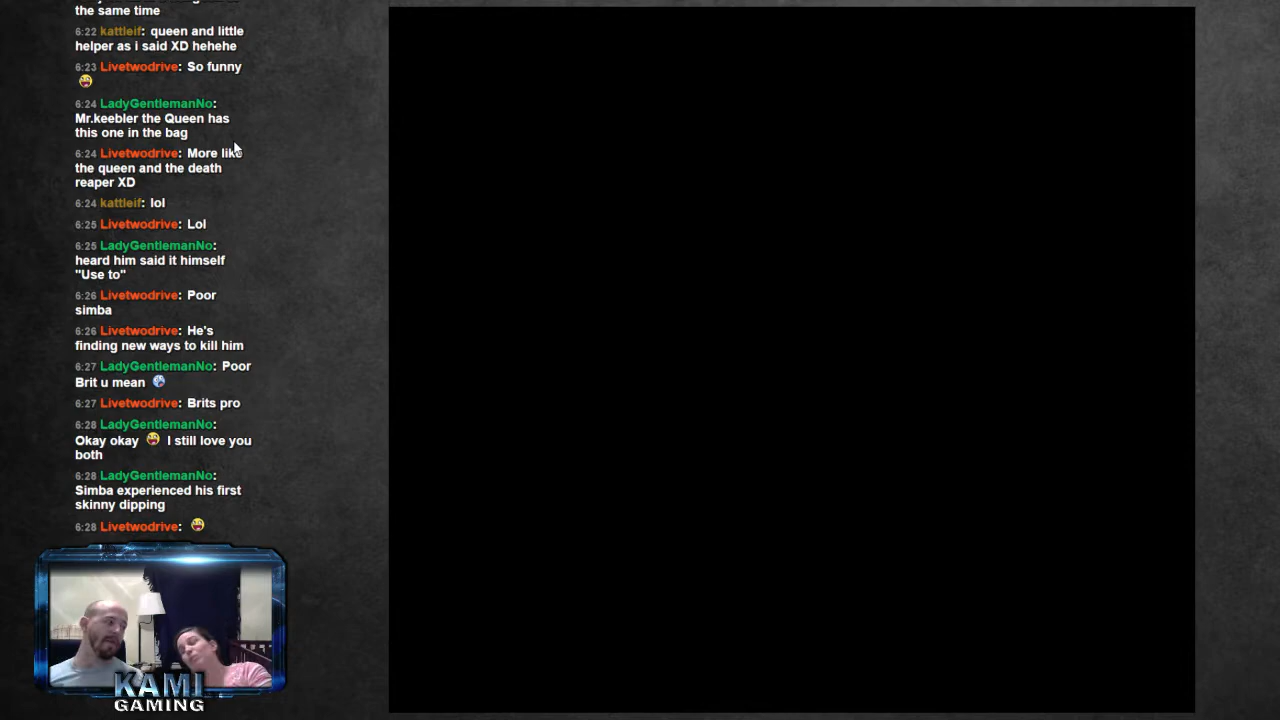 the same time
6:22 kattleif: queen and little
helper as i said XD hehehe
6:23 Livetwodrive: So funny
6:24 LadyGentlemanNo:
Mr.keebler the Queen has
this one in the bag
6:24 Livetwodrive: More like
the queen and the death
reaper XD
6:24 kattleif: lol
6:25 Livetwodrive: Lol
6:25 LadyGentlemanNo:
heard him said it himself
"Use to"
6:26 Livetwodrive: Poor
simba
6:26 Livetwodrive: He's
finding new ways to kill him
6:27 LadyGentlemanNo: Poor
Brit u mean
6:27 Livetwodrive: Brits pro
6:28 LadyGentlemanNo:
Okay okay I still love you
both
6:28 LadyGentlemanNo:
Simba experienced his first
skinny dipping
6:28 Livetwodrive:
KAMI
GAMING